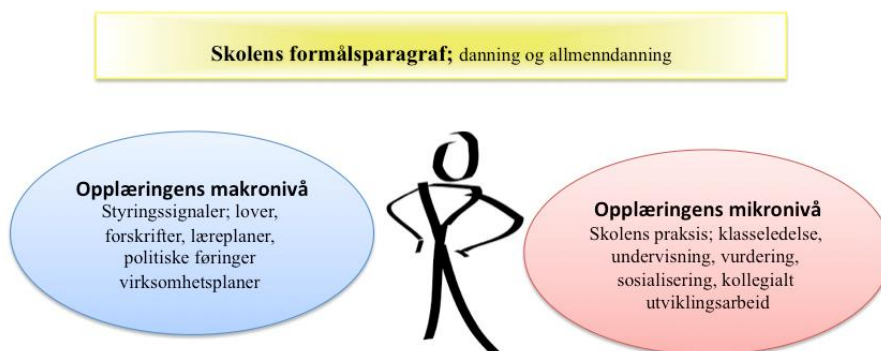 Skolens formålsparagraf; danning og allmenndanning
Opplæringens makronivå
Styringssignaler; lover,
forskrifter, læreplaner,
politiske føringer
virksomhetsplaner
Opplæringens mikronivå
Skolens praksis; klasseledelse,
undervisning, vurdering,
sosialisering, kollegialt
utviklingsarbeid